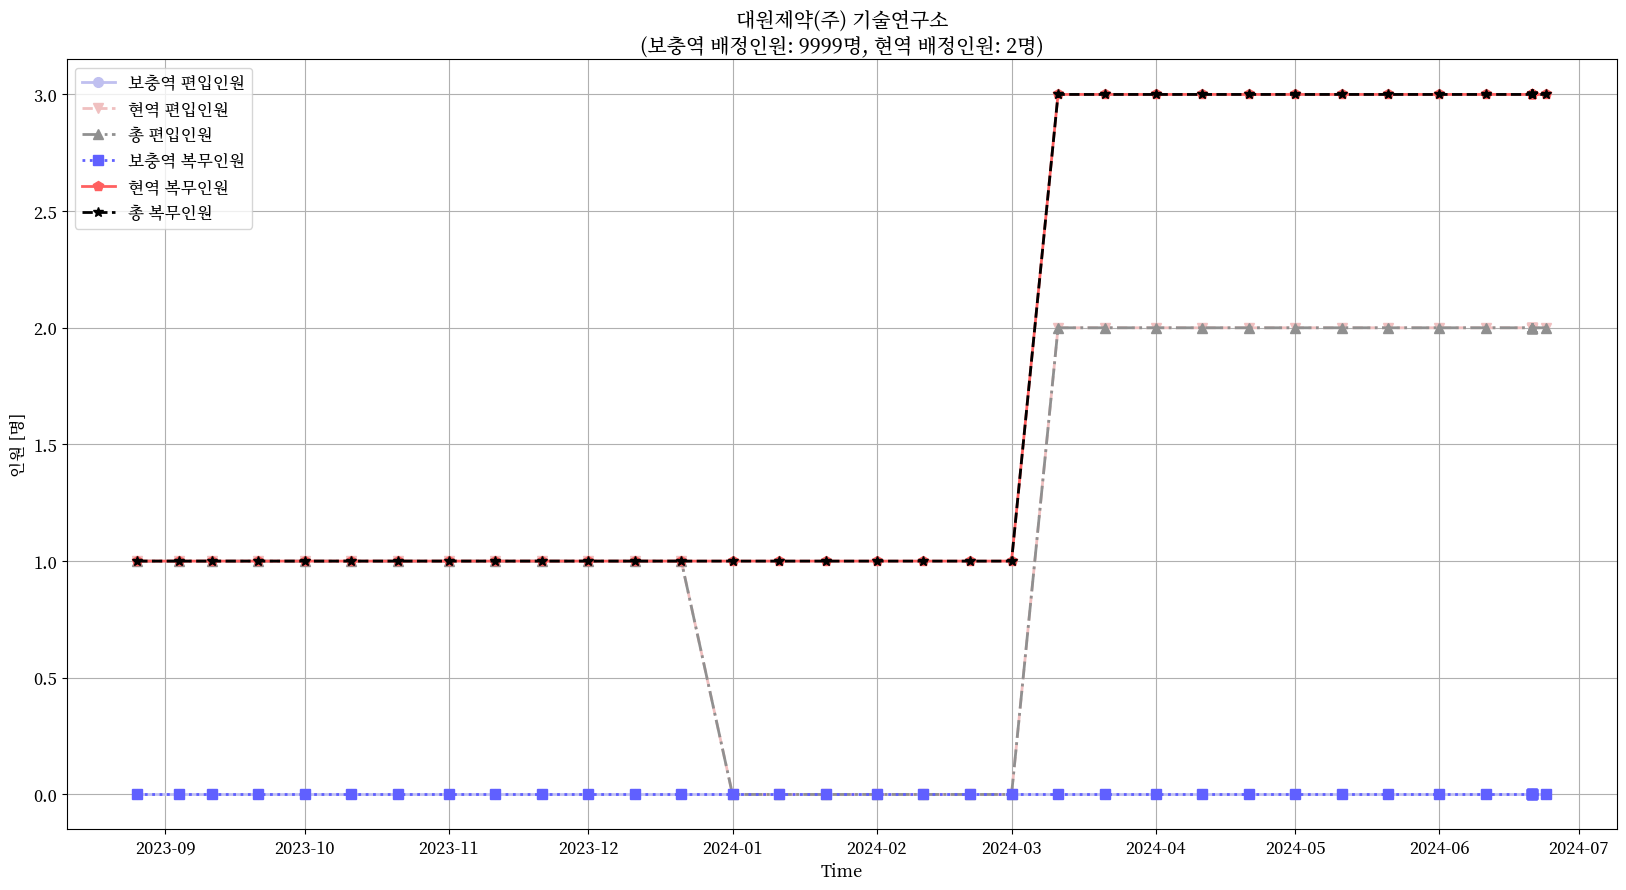 대원제약(주) 기술연구소
(보충역 배정인원: 9999명, 현역 배정인원: 2명)
보충역 편입인원
현역 편입인원
총 편입인원
보충역 복무인원
현역 복무인원
총 복무인원
3.0
2.5
2.0
1.5
1.0
0.5
0.0
인원 [명]
2023-09
2023-10
2023-11
2023-12
2024-01
2024-02
2024-03
2024-04
2024-05
2024-06
2024-07
Time